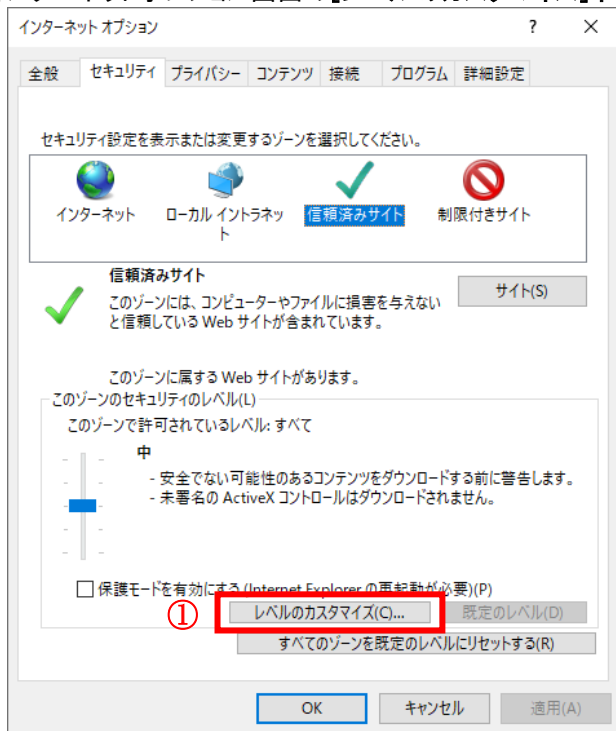 インターネット オプション ? ×
全般 セキュリティ プライバシー コンテンツ 接続 プログラム 詳細設定
セキュリティ設定を表示または変更するゾーンを選択してください。
インターネット ローカル イントラネッ 信頼済みサイト 制限付きサイト
ト
信頼済みサイト
サイト(S)
このゾーンには、コンピューターやファイルに損害を与えない
と信頼している Web サイトが含まれています。
このゾーンに属する Web サイトがあります。
このゾーンのセキュリティのレベル(L)
このゾーンで許可されているレベル: すべて
中
- 安全でない可能性のあるコンテンツをダウンロードする前に警告します。
- 未署名の ActiveX コントロールはダウンロードされません。
保護モードを有効にする (Internet Explorer の再起動が必要)(P)
① レベルのカスタマイズ(C)... 既定のレベル(D)
すべてのゾーンを既定のレベルにリセットする(R)
OK キャンセル 適用(A)